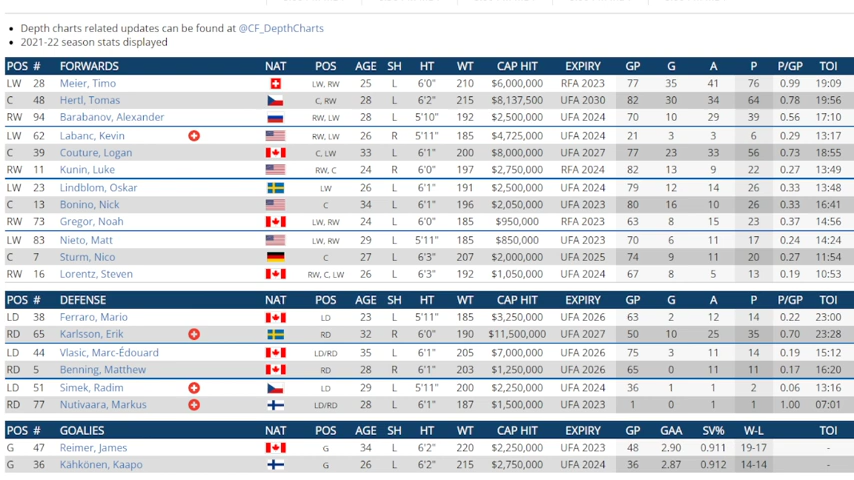 Depth charts related updates can be found at @CF_DepthCharts
2021-22 season stats displayed
POS # FORWARDS NAT POS AGE SH HT WT CAP HIT EXPIRY GP G A P P/GP TOI
LW 28 Meier, Timo LW, RW 25 L 6'0" 210 $6,000,000 RFA 2023 77 35 41 76 0.99 19:09
C 48 Hertl, Tomas C, RW 28 L 6'2" 215 $8,137,500 UFA 2030 82 30 34 64 0.78 19:56
RW 94 Barabanov, Alexander RW, LW 28 L 5'10" 192 $2,500,000 UFA 2024 70 10 29 39 0.56 17:10
LW 62 Labanc, Kevin RW, LW 26 R 5'11" 185 $4,725,000 UFA 2024 21 3 3 6 0.29 13:17
C 39 Couture, Logan C, LW 33 L 6'1" 200 $8,000,000 UFA 2027 77 23 33 56 0.73 18:55
RW 11 Kunin, Luke RW, C 24 R 6'0" 197 $2,750,000 RFA 2024 82 13 9 22 0.27 13:49
LW 23 Lindblom, Oskar LW 26 L 6'1" 191 $2,500,000 UFA 2024 79 12 14 26 0.33 13:48
C 13 Bonino, Nick C 34 L 6'1" 196 $2,050,000 UFA 2023 80 16 10 26 0.33 16:41
RW 73 Gregor, Noah LW, RW 24 L 6'0" 185 $950,000 RFA 2023 63 8 15 23 0.37 14:56
LW 83 Nieto, Matt LW, RW 29 L 5'11" 185 $850,000 UFA 2023 70 6 11 17 0.24 14:24
C 7 Sturm, Nico C 27 L 6'3" 207 $2,000,000 UFA 2025 74 9 11 20 0.27 11:54
RW 16 Lorentz, Steven RW, C, LW 26 L 6'3" 192 $1,050,000 UFA 2024 67 8 5 13 0.19 10:53
POS # DEFENSE NAT POS AGE SH HT WT CAP HIT EXPIRY GP G A P P/GP TOI
LD 38 Ferraro, Mario LD 23 L 5'11" 185 $3,250,000 UFA 2026 63 2 12 14 0.22 23:00
RD 65 Karlsson, Erik RD 32 R 6'0" 190 $11,500,000 UFA 2027 50 10 25 35 0.70 23:28
LD 44 Vlasic, Marc-Édouard LD/RD 35 L 6'1" 205 $7,000,000 UFA 2026 75 3 11 14 0.19 15:12
RD 5 Benning, Matthew RD 28 R 6'1" 203 $1,250,000 UFA 2026 65 0 11 11 0.17 16:20
LD 51 Simek, Radim LD 29 L 5'11" 200 $2,250,000 UFA 2024 36 1 1 2 0.06 13:16
RD 77 Nutivaara, Markus LD/RD 28 L 6'1" 187 $1,500,000 UFA 2023 1 0 1 1.00 07:01
POS # GOALIES NAT POS AGE SH HT WT CAP HIT EXPIRY GP GAA SV% W-L TOI
G 47 Reimer, James G 34 L 6'2" 220 $2,250,000 UFA 2023 48 2.90 0.911 19-17 -
G 36 Kähkönen, Kaapo G 26 L 6'2" 215 $2,750,000 UFA 2024 36 2.87 0.912 14-14 -